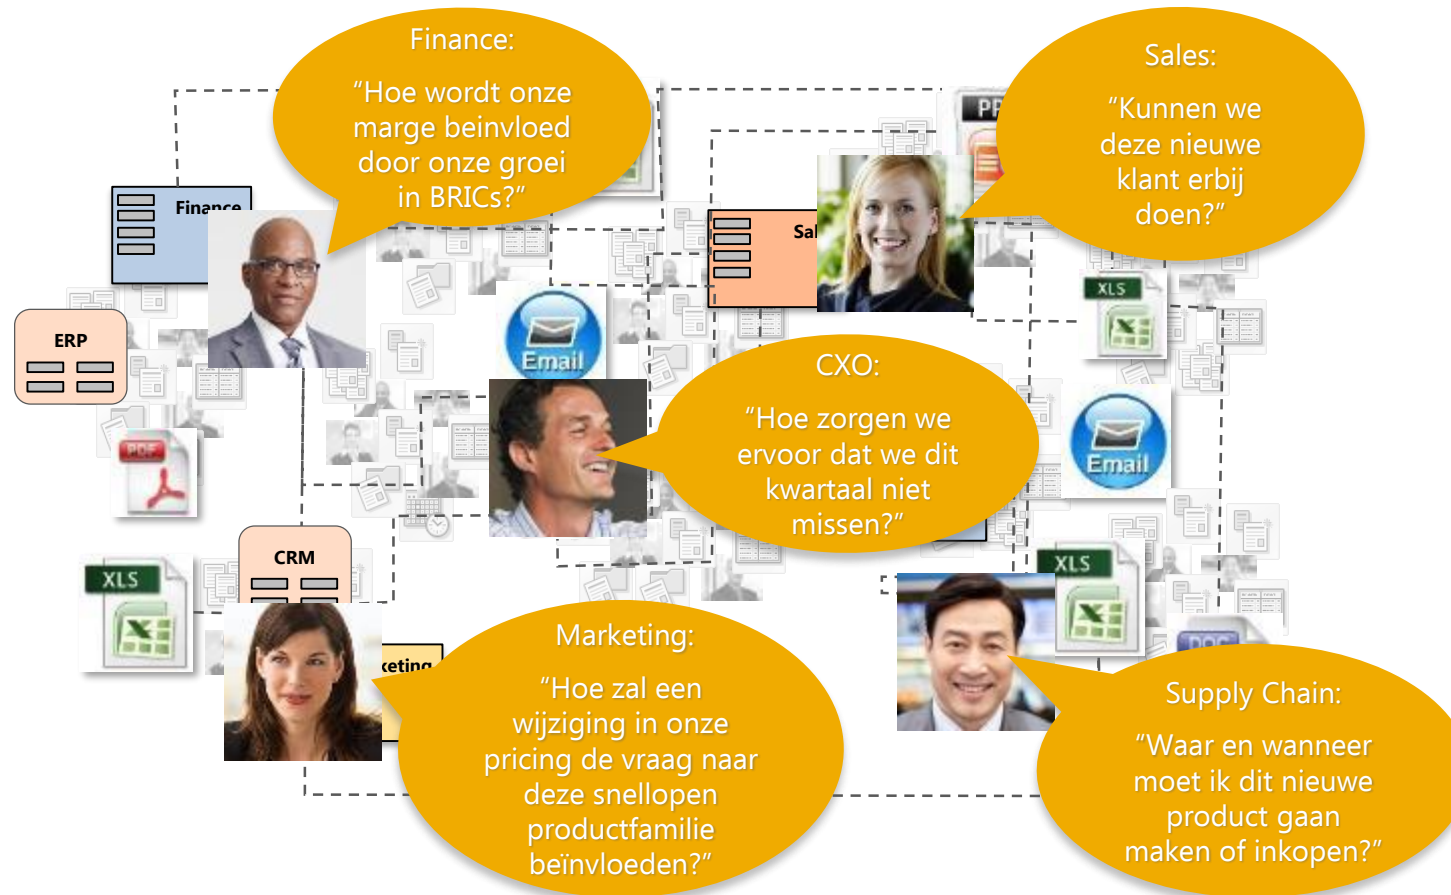 Finance:
"Hoe wordt onze
marge beinvloed
door onze groei
in BRICs?"
Sales:
"Kunnen we
deze nieuwe
klant erbij
doen?"
PP
Finance
Sal
XLS
ERP
Email
CXO:
"Hoe zorgen we
ervoor dat we dit
kwartaal niet
missen?"
Email
PDF
CRM
XLS
XLS
Marketing:
"Hoe zal een
wijziging in onze
pricing de vraag naar
deze snellopen
productfamilie
beïnvloeden?"
keting
Supply Chain:
"Waar en wanneer
moet ik dit nieuwe
product gaan
maken of inkopen?"